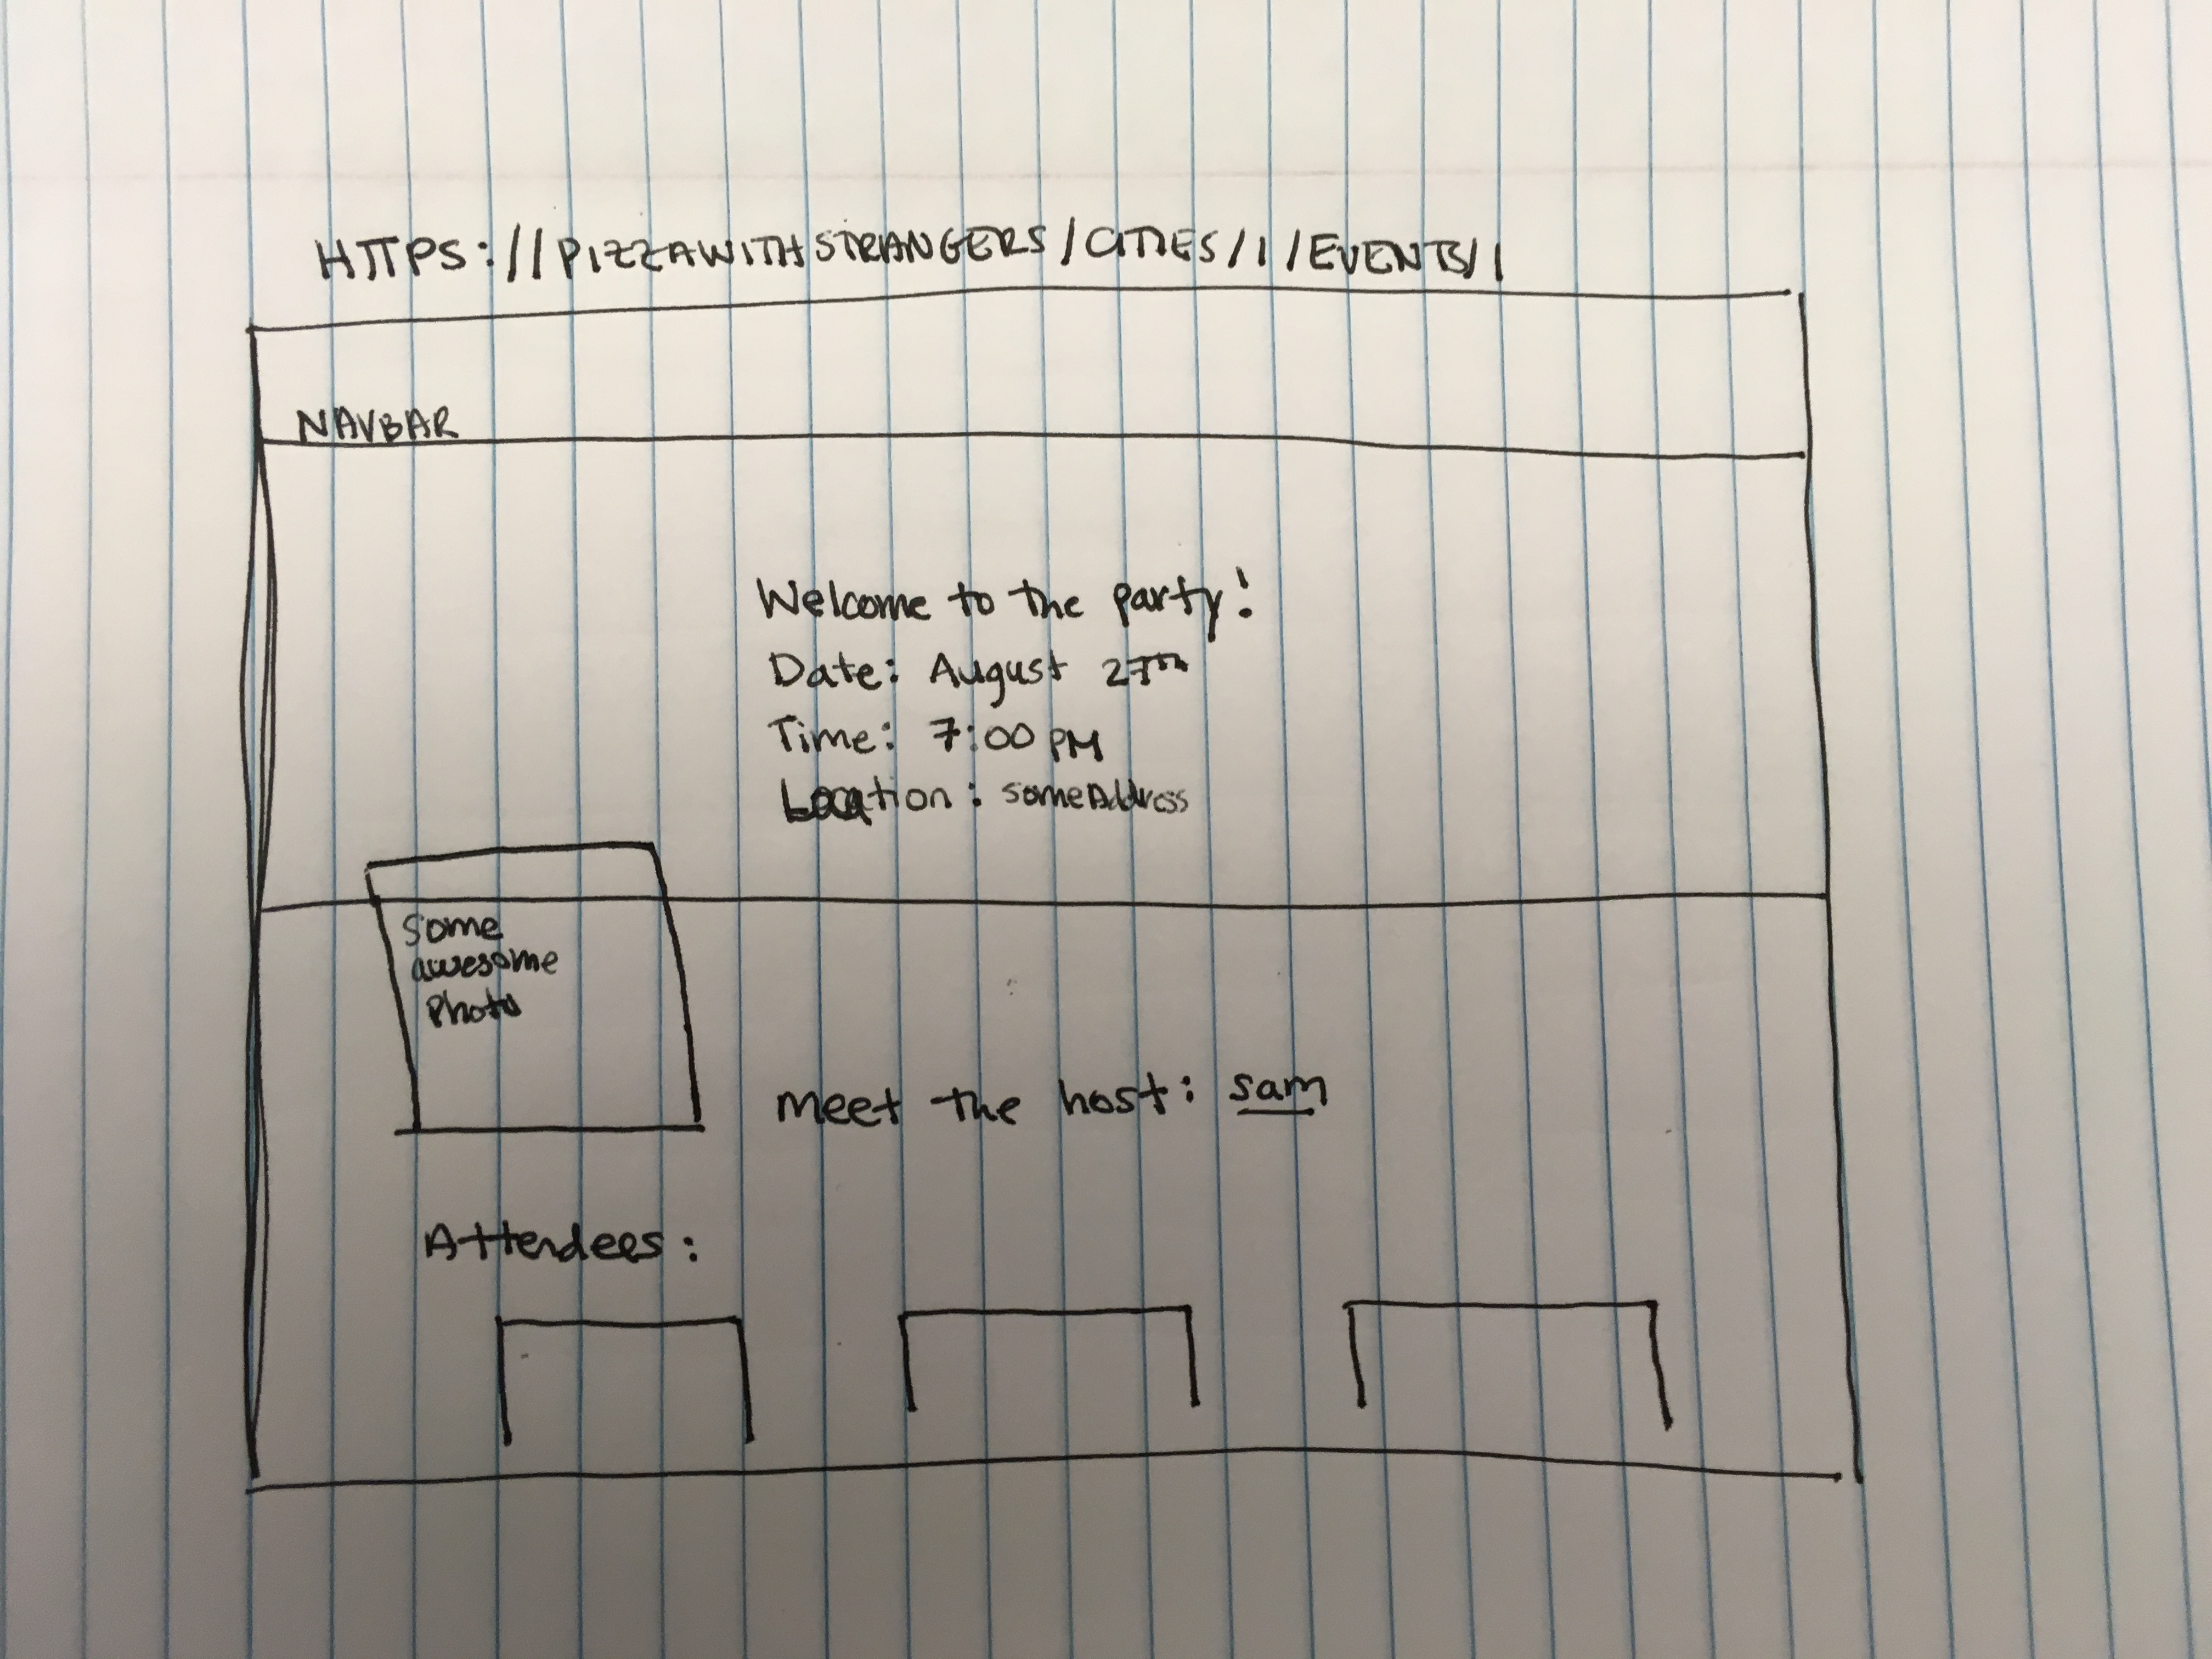 HTTPS://PIZZAWITHSTRANGERS/CITIES/1/EVENTS/1
NAVBAR
Welcome to the party!
Date: August 27th
Time: 7:00 PM
Location: someAddress
some
awesome
photo
meet the host: sam
Attendees: